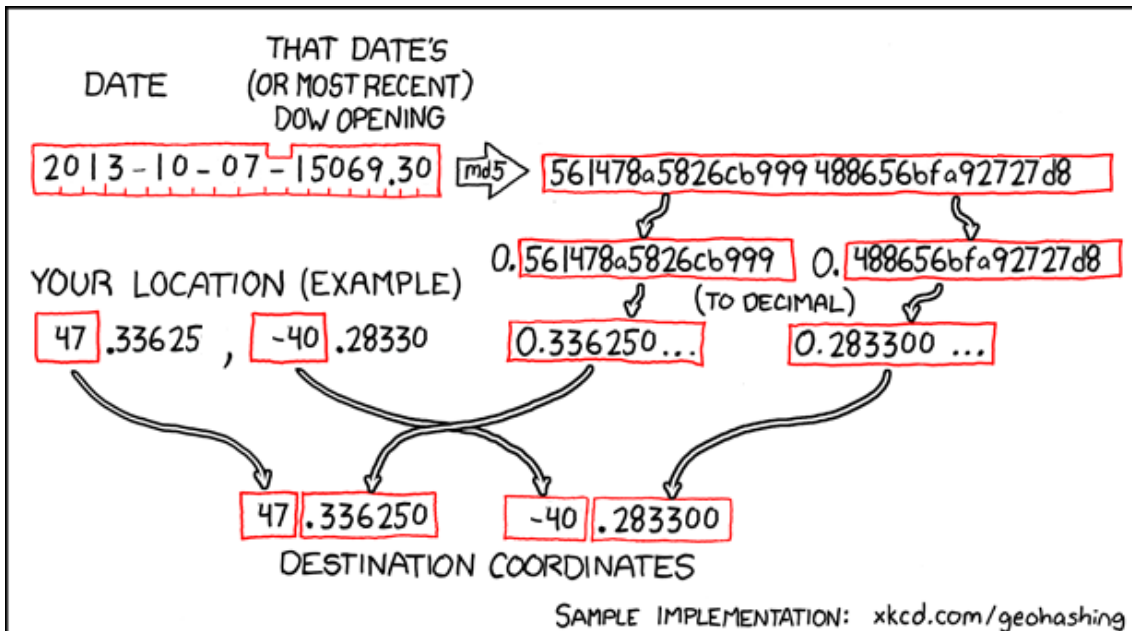 DATE
THAT DATE'S
(OR MOST RECENT)
DOW OPENING
2013-10-07-15069.30
md5
561478a5826cb999488656bfa92727d8
0.561478a5826cb999
0.488656bfa92727d8
(TO DECIMAL)
YOUR LOCATION (EXAMPLE)
47.33625, -40.28330
0.336250...
0.283300 ...
47.336250
-40.283300
DESTINATION COORDINATES
SAMPLE IMPLEMENTATION: xkcd.com/geohashing